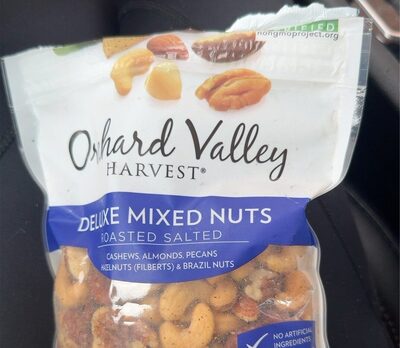 nongmoproject.org
Orchard Valley
HARVEST®
DELUXE MIXED NUTS
ROASTED SALTED
CASHEWS, ALMONDS, PECANS
HAZELNUTS (FILBERTS) & BRAZIL NUTS
NO ARTIFICIAL
INGREDIENTS